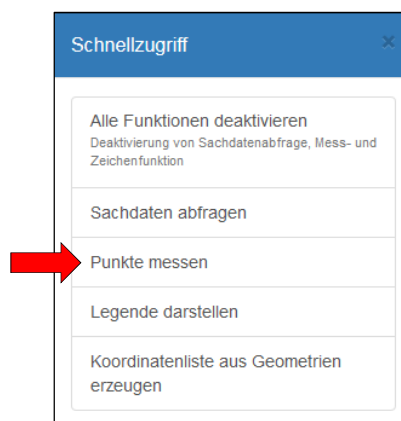 Schnellzugriff ×
Alle Funktionen deaktivieren
Deaktivierung von Sachdatenabfrage, Mess- und
Zeichenfunktion
Sachdaten abfragen
Punkte messen
Legende darstellen
Koordinatenliste aus Geometrien
erzeugen